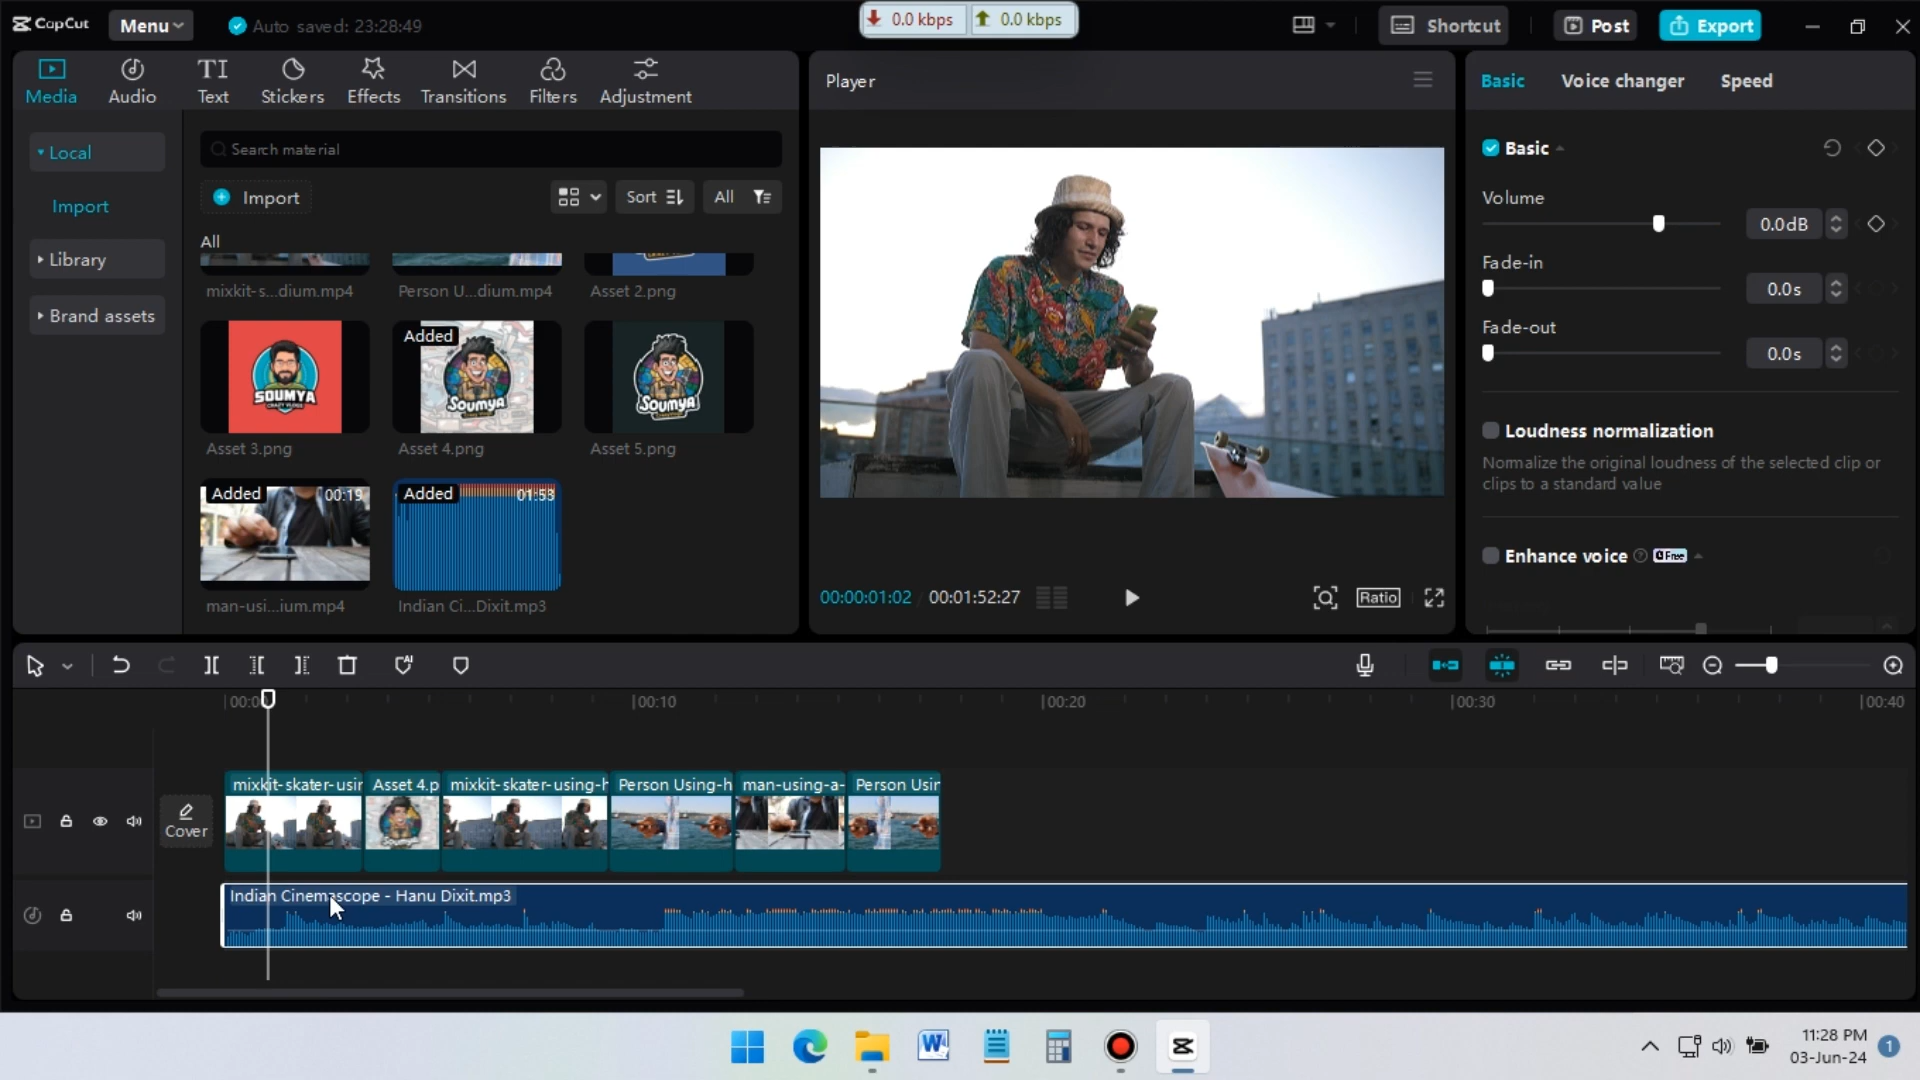 CapCut
Menu
Auto saved: 23:28:49
0.0 kbps
0.0 kbps
Shortcut
Post
Export
Media
Audio
TI
Text
Stickers
Effects
Transitions
Filters
Adjustment
Player
Basic
Voice changer
Speed
Local
Import
Library
Brand assets
Search material
Import
Sort
All
All
mixkit-s...dium.mp4
Person U...dium.mp4
Asset 2.png
SOUMYA
Asset 3.png
Added
Soumya
Asset 4.png
Soumya
Asset 5.png
Added
00:19
man-usi...ium.mp4
Added
01:53
Indian Ci...Dixit.mp3
00:00:01:02
00:01:52:27
Ratio
Basic
Volume
0.0dB
Fade-in
0.0s
Fade-out
0.0s
Loudness normalization
Normalize the original loudness of the selected clip or
clips to a standard value
Enhance voice
Free
00:0
00:10
00:20
00:30
00:40
Cover
mixkit-skater-usin
Asset 4.p
mixkit-skater-using-h
Person Using-h
man-using-a-
Person Usin
Indian Cinemascope - Hanu Dixit.mp3
11:28 PM
03-Jun-24
1